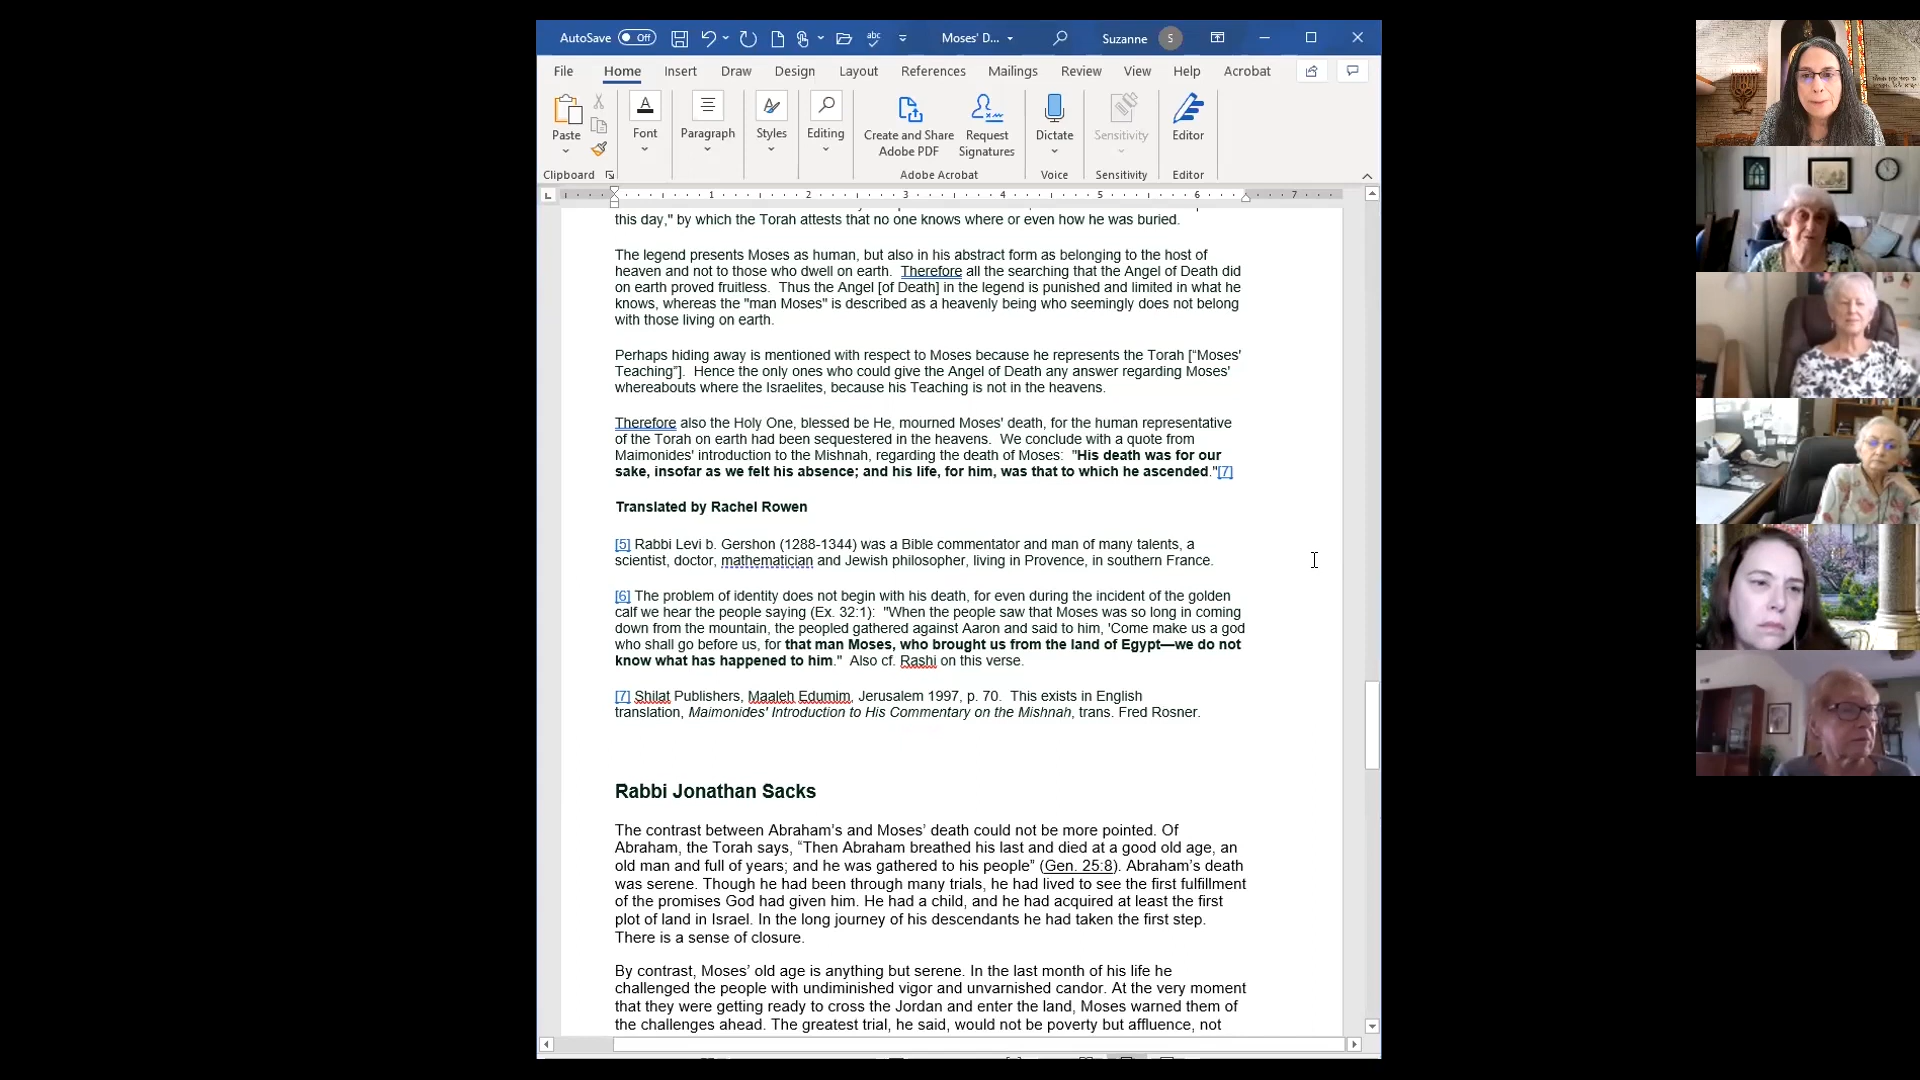 AutoSave Off
abc
Moses' D...
Suzanne S
File Home Insert Draw Design Layout References Mailings Review View Help Acrobat
Paste
Font
Paragraph
Styles
Editing
Create and Share
Adobe PDF
Request
Signatures
Dictate
Sensitivity
Editor
Clipboard
Adobe Acrobat
Voice
Sensitivity
Editor
1 2 3 4 5 6 7
this day," by which the Torah attests that no one knows where or even how he was buried.
The legend presents Moses as human, but also in his abstract form as belonging to the host of
heaven and not to those who dwell on earth. Therefore all the searching that the Angel of Death did
on earth proved fruitless. Thus the Angel [of Death] in the legend is punished and limited in what he
knows, whereas the "man Moses" is described as a heavenly being who seemingly does not belong
with those living on earth.
Perhaps hiding away is mentioned with respect to Moses because he represents the Torah [“Moses'
Teaching”]. Hence the only ones who could give the Angel of Death any answer regarding Moses'
whereabouts where the Israelites, because his Teaching is not in the heavens.
Therefore also the Holy One, blessed be He, mourned Moses' death, for the human representative
of the Torah on earth had been sequestered in the heavens. We conclude with a quote from
Maimonides' introduction to the Mishnah, regarding the death of Moses: "His death was for our
sake, insofar as we felt his absence; and his life, for him, was that to which he ascended."[7]
Translated by Rachel Rowen
[5] Rabbi Levi b. Gershon (1288-1344) was a Bible commentator and man of many talents, a
scientist, doctor, mathematician and Jewish philosopher, living in Provence, in southern France.
[6] The problem of identity does not begin with his death, for even during the incident of the golden
calf we hear the people saying (Ex. 32:1): "When the people saw that Moses was so long in coming
down from the mountain, the peopled gathered against Aaron and said to him, 'Come make us a god
who shall go before us, for that man Moses, who brought us from the land of Egypt—we do not
know what has happened to him." Also cf. Rashi on this verse.
[7] Shilat Publishers, Maaleh Edumim, Jerusalem 1997, p. 70. This exists in English
translation, Maimonides' Introduction to His Commentary on the Mishnah, trans. Fred Rosner.
Rabbi Jonathan Sacks
The contrast between Abraham’s and Moses’ death could not be more pointed. Of
Abraham, the Torah says, “Then Abraham breathed his last and died at a good old age, an
old man and full of years; and he was gathered to his people” (Gen. 25:8). Abraham’s death
was serene. Though he had been through many trials, he had lived to see the first fulfillment
of the promises God had given him. He had a child, and he had acquired at least the first
plot of land in Israel. In the long journey of his descendants he had taken the first step.
There is a sense of closure.
By contrast, Moses’ old age is anything but serene. In the last month of his life he
challenged the people with undiminished vigor and unvarnished candor. At the very moment
that they were getting ready to cross the Jordan and enter the land, Moses warned them of
the challenges ahead. The greatest trial, he said, would not be poverty but affluence, not